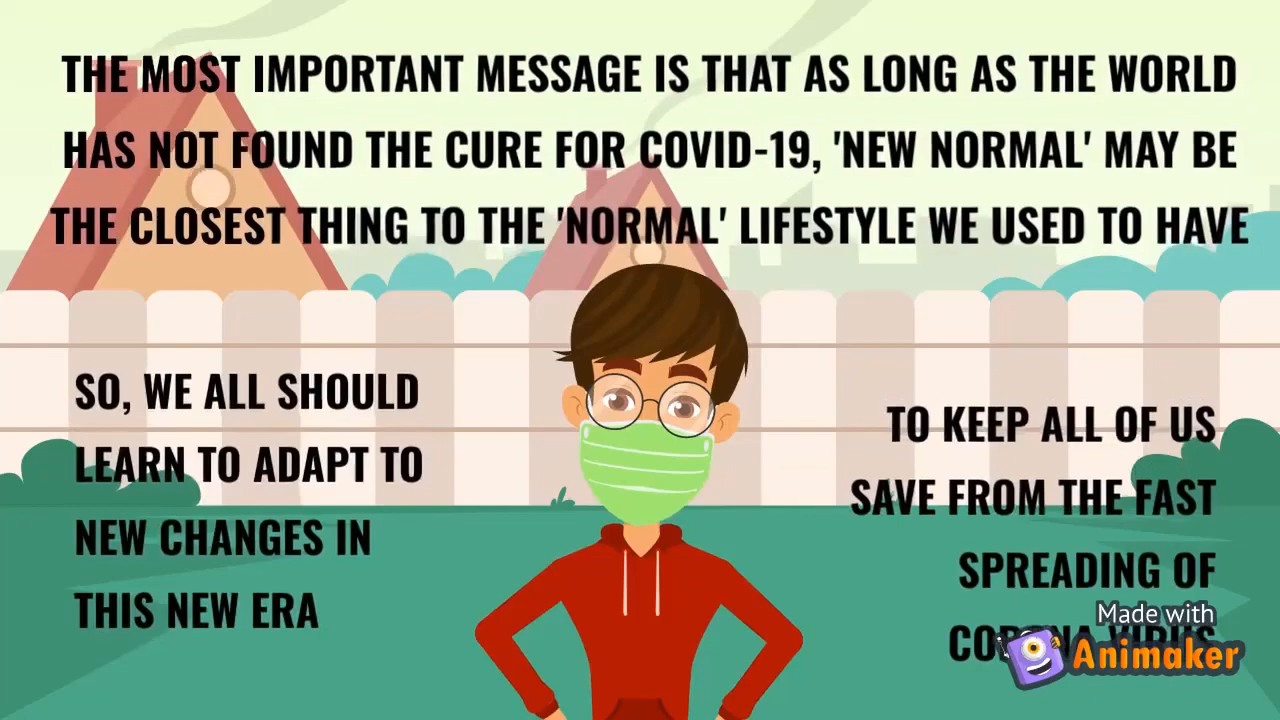 THE MOST IMPORTANT MESSAGE IS THAT AS LONG AS THE WORLD
HAS NOT FOUND THE CURE FOR COVID-19, 'NEW NORMAL' MAY BE
THE CLOSEST THING TO THE 'NORMAL' LIFESTYLE WE USED TO HAVE
SO, WE ALL SHOULD
LEARN TO ADAPT TO
NEW CHANGES IN
THIS NEW ERA
TO KEEP ALL OF US
SAVE FROM THE FAST
SPREADING OF
CORONA VIRUS
Made with
Animaker